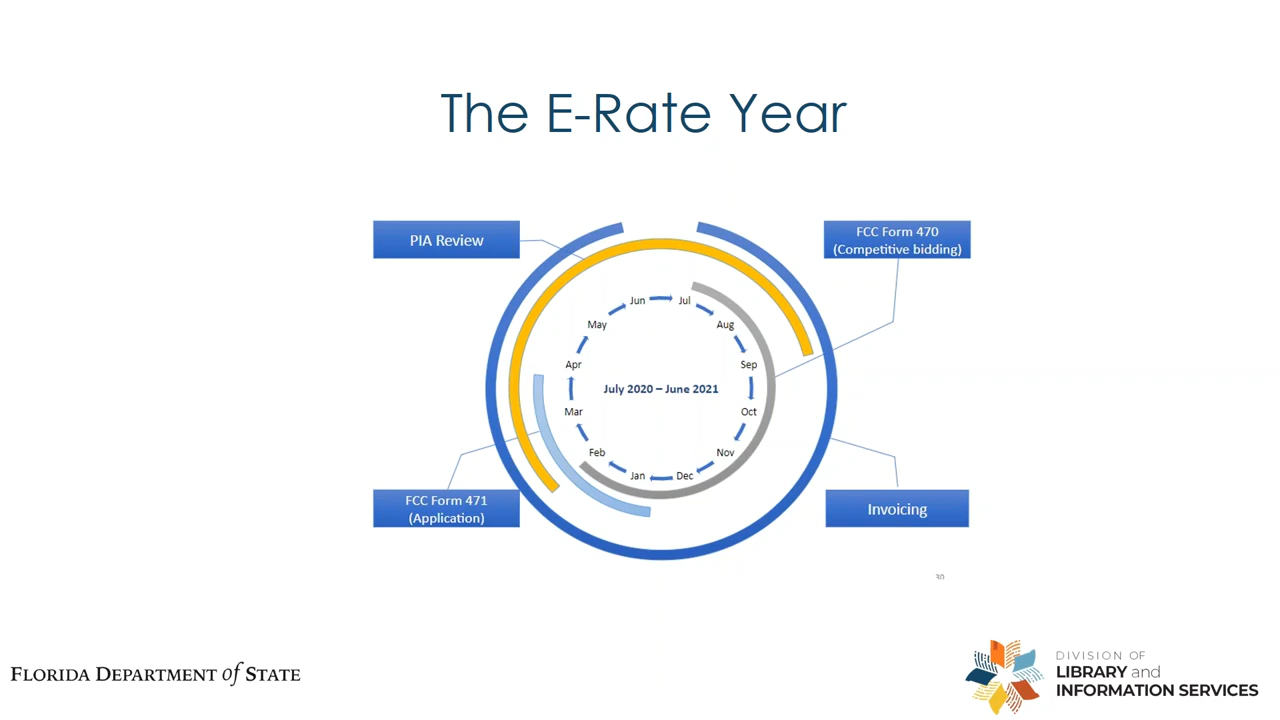 The E-Rate Year
PIA Review
FCC Form 470
(Competitive bidding)
Jun
Jul
May
Aug
Apr
Sep
July 2020 – June 2021
Mar
Oct
Feb
Nov
Jan
Dec
FCC Form 471
(Application)
Invoicing
30
FLORIDA DEPARTMENT of STATE
DIVISION OF
LIBRARY and
INFORMATION SERVICES